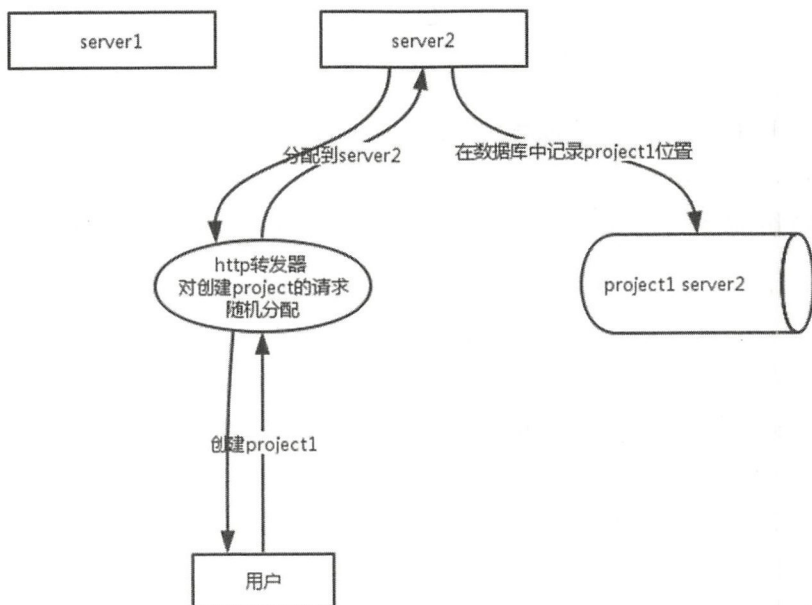 server1
server2
分配到server2
在数据库中记录project1位置
http转发器
对创建project的请求
随机分配
project1 server2
创建project1
用户